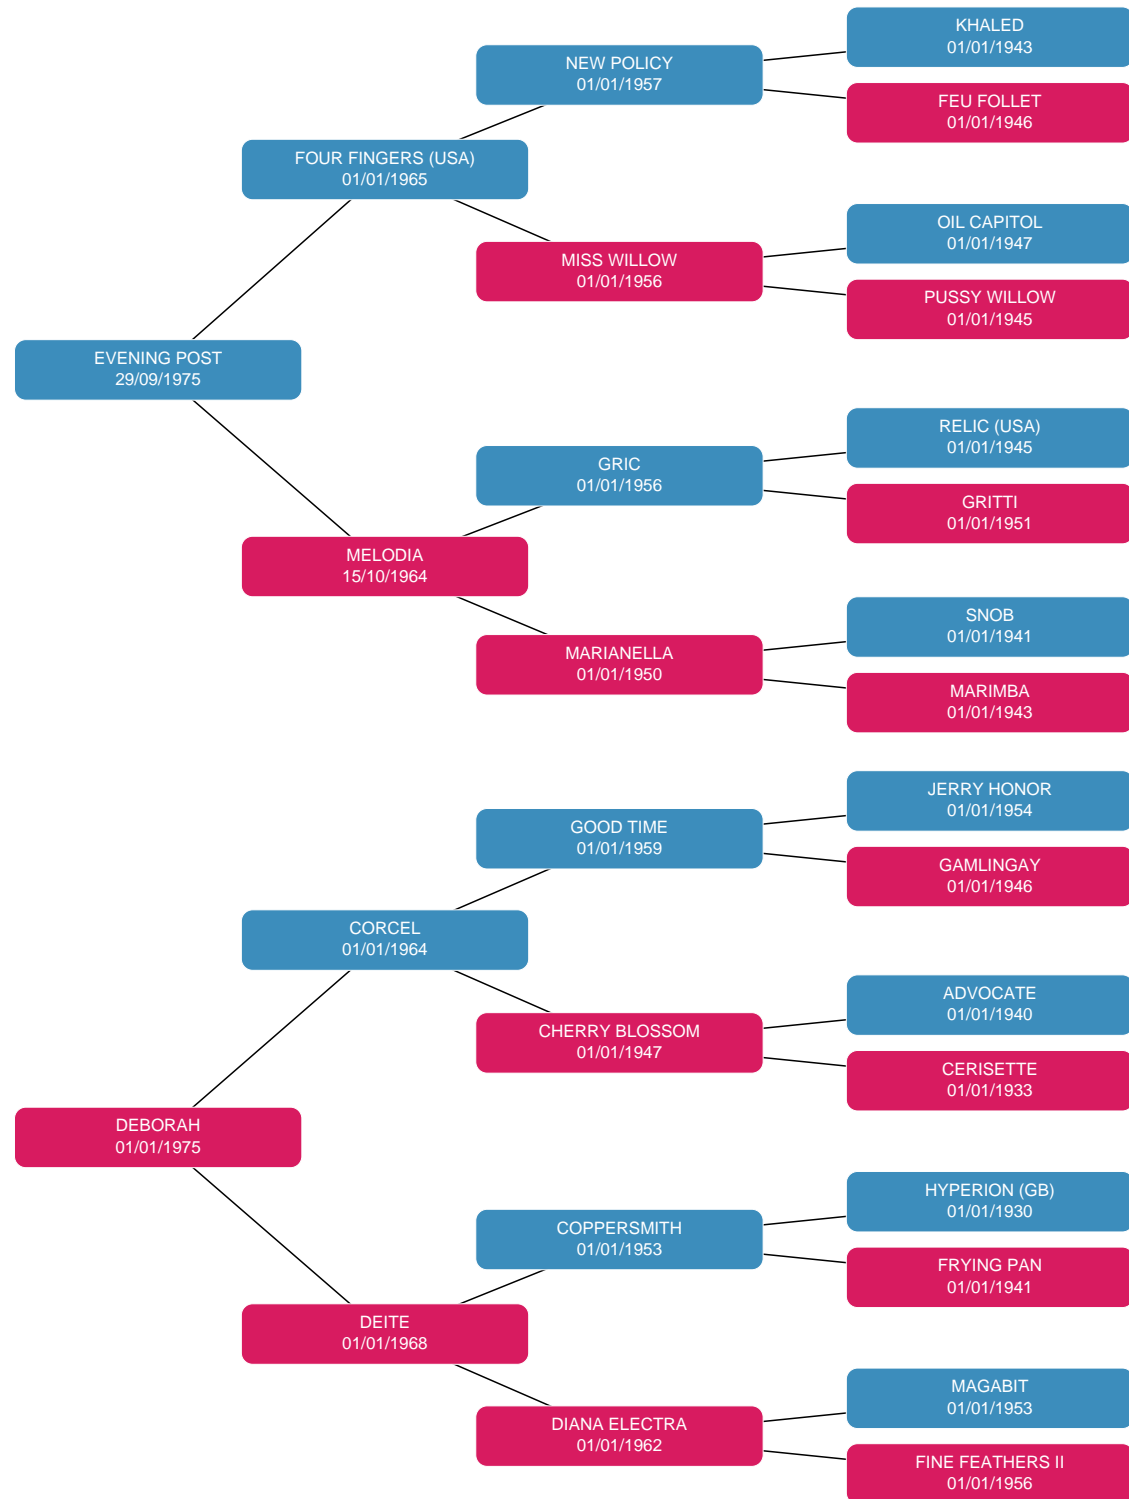 KHALED
01/01/1943
NEW POLICY
01/01/1957
FEU FOLLET
01/01/1946
FOUR FINGERS (USA)
01/01/1965
OIL CAPITOL
01/01/1947
MISS WILLOW
01/01/1956
PUSSY WILLOW
01/01/1945
EVENING POST
29/09/1975
RELIC (USA)
01/01/1945
GRIC
01/01/1956
GRITTI
01/01/1951
MELODIA
15/10/1964
SNOB
01/01/1941
MARIANELLA
01/01/1950
MARIMBA
01/01/1943
JERRY HONOR
01/01/1954
GOOD TIME
01/01/1959
GAMLINGAY
01/01/1946
CORCEL
01/01/1964
ADVOCATE
01/01/1940
CHERRY BLOSSOM
01/01/1947
CERISETTE
01/01/1933
DEBORAH
01/01/1975
HYPERION (GB)
01/01/1930
COPPERSMITH
01/01/1953
FRYING PAN
01/01/1941
DEITE
01/01/1968
MAGABIT
01/01/1953
DIANA ELECTRA
01/01/1962
FINE FEATHERS II
01/01/1956